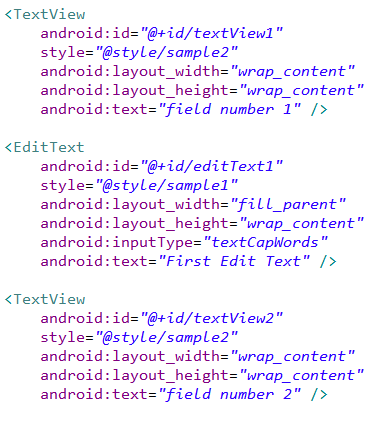 <TextView
android:id="@+id/textView1"
style="@style/sample2"
android:layout_width="wrap_content"
android:layout_height="wrap_content"
android:text="field number 1" />
<EditText
android:id="@+id/editText1"
style="@style/sample1"
android:layout_width="fill_parent"
android:layout_height="wrap_content"
android:inputType="textCapWords"
android:text="First Edit Text" />
<TextView
android:id="@+id/textView2"
style="@style/sample2"
android:layout_width="wrap_content"
android:layout_height="wrap_content"
android:text="field number 2" />